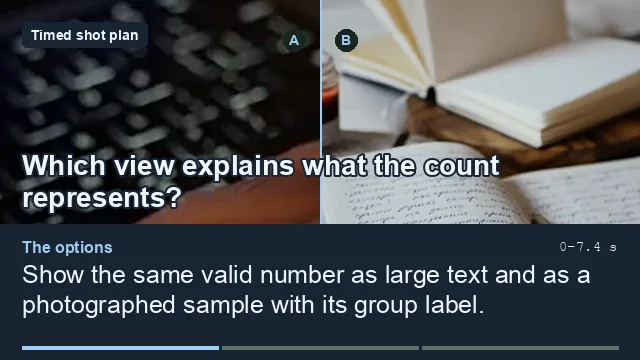 Timed shot plan
A
B
Which view explains what the count
represents?
The options
0–7.4 s
Show the same valid number as large text and as a
photographed sample with its group label.